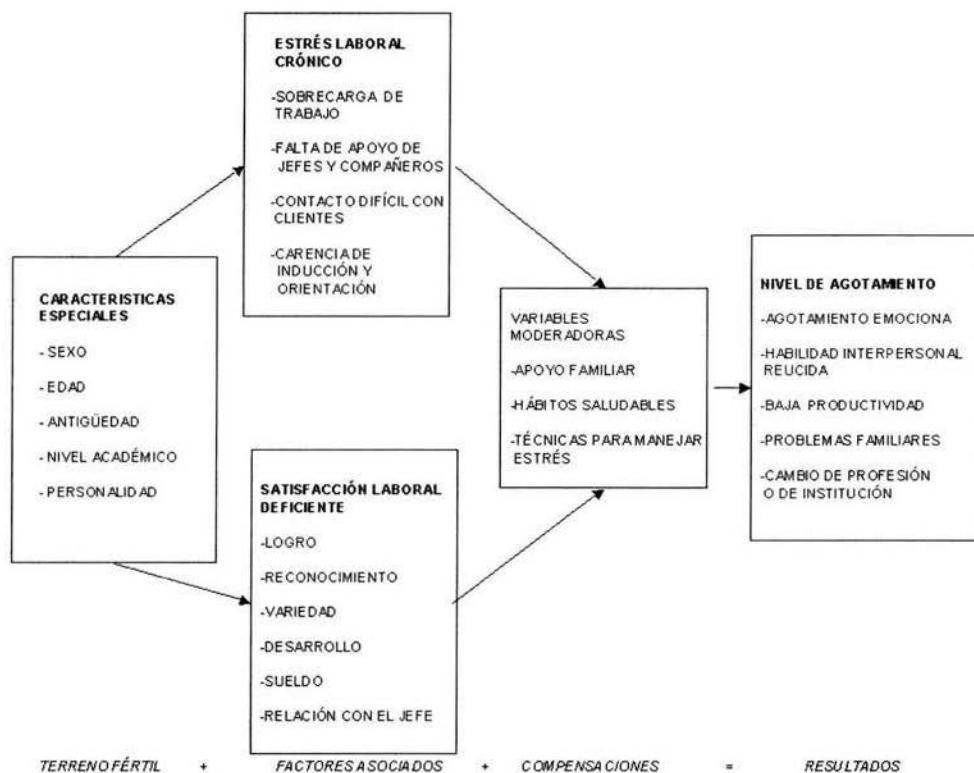 ESTRÉS LABORAL
CRÓNICO
-SOBRECARGA DE
TRABAJO
-FALTA DE APOYO DE
JEFES Y COMPAÑEROS
-CONTACTO DIFÍCIL CON
CLIENTES
-CARENCIA DE
INDUCCIÓN Y
ORIENTACIÓN
CARACTERISTICAS
ESPECIALES
- SEXO
- EDAD
- ANTIGÜEDAD
- NIVEL ACADÉMICO
- PERSONALIDAD
SATISFACCIÓN LABORAL
DEFICIENTE
-LOGRO
-RECONOCIMIENTO
-VARIEDAD
-DESARROLLO
-SUELDO
-RELACIÓN CON EL JEFE
VARIABLES
MODERADORAS
-APOYO FAMILIAR
-HÁBITOS SALUDABLES
-TÉCNICAS PARA MANEJAR
ESTRÉS
NIVEL DE AGOTAMIENTO
-AGOTAMIENTO EMOCIONA
-HABILIDAD INTERPERSONAL
REUCIDA
-BAJA PRODUCTIVIDAD
-PROBLEMAS FAMILIARES
-CAMBIO DE PROFESIÓN
O DE INSTITUCIÓN
TERRENO FÉRTIL + FACTORES ASOCIADOS + COMPENSACIONES = RESULTADOS